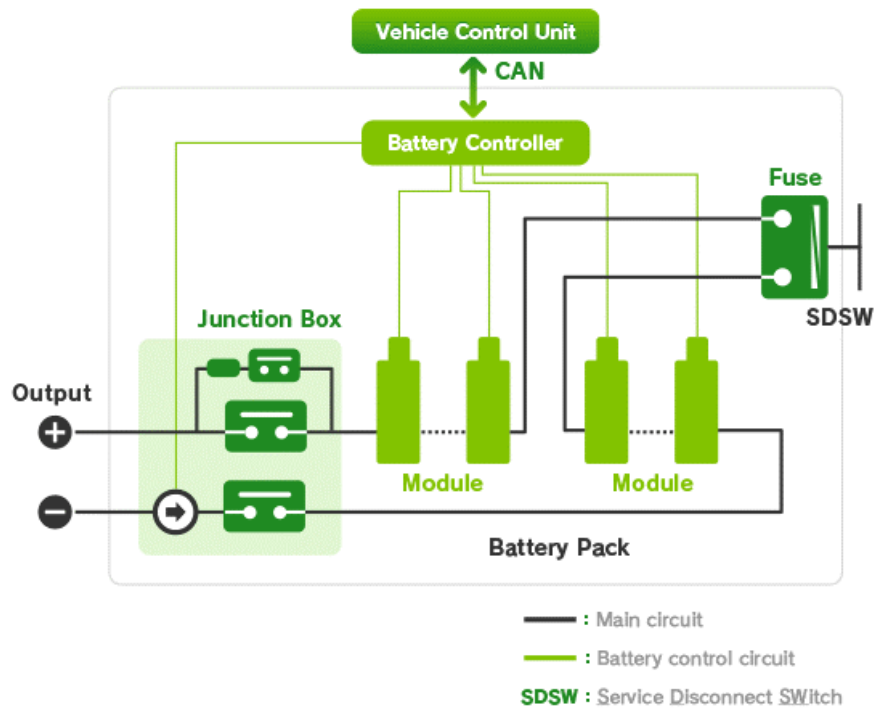 Vehicle Control Unit
CAN
Battery Controller
Fuse
SDSW
Junction Box
Output
+
−
Module
Module
Battery Pack
: Main circuit
: Battery control circuit
SDSW : Service Disconnect SWitch